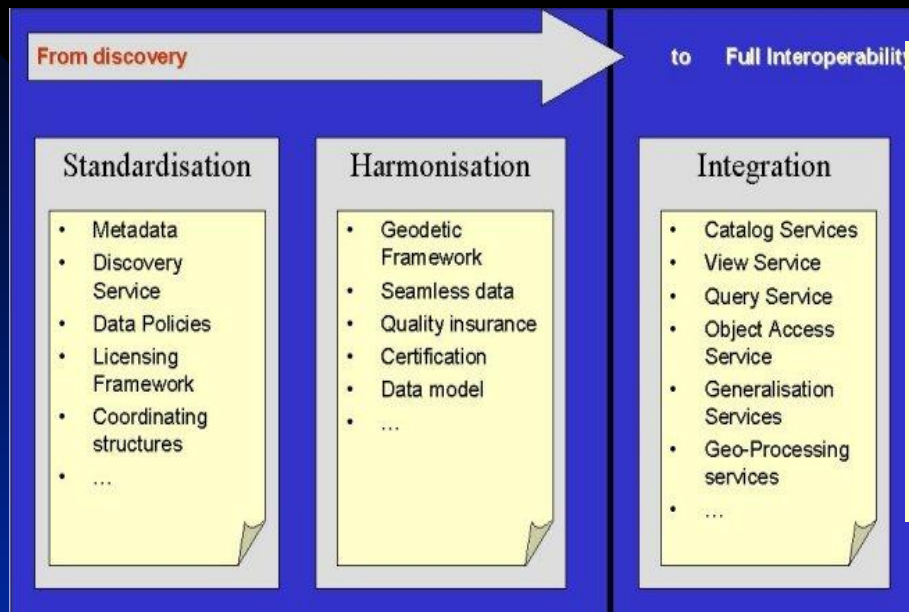 From discovery
to Full Interoperability
Standardisation
• Metadata
• Discovery
Service
• Data Policies
• Licensing
Framework
• Coordinating
structures
• ...
Harmonisation
• Geodetic
Framework
• Seamless data
• Quality insurance
• Certification
• Data model
• ...
Integration
• Catalog Services
• View Service
• Query Service
• Object Access
Service
• Generalisation
Services
• Geo-Processing
services
• ...